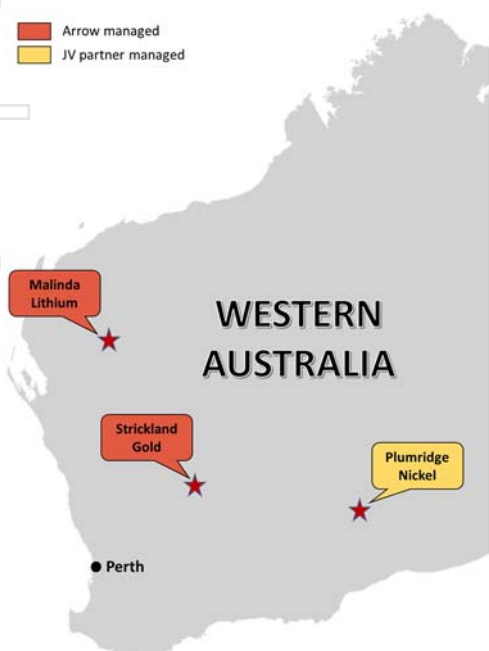 Arrow managed
JV partner managed
Malinda
Lithium
WESTERN
AUSTRALIA
Strickland
Gold
Plumridge
Nickel
Perth